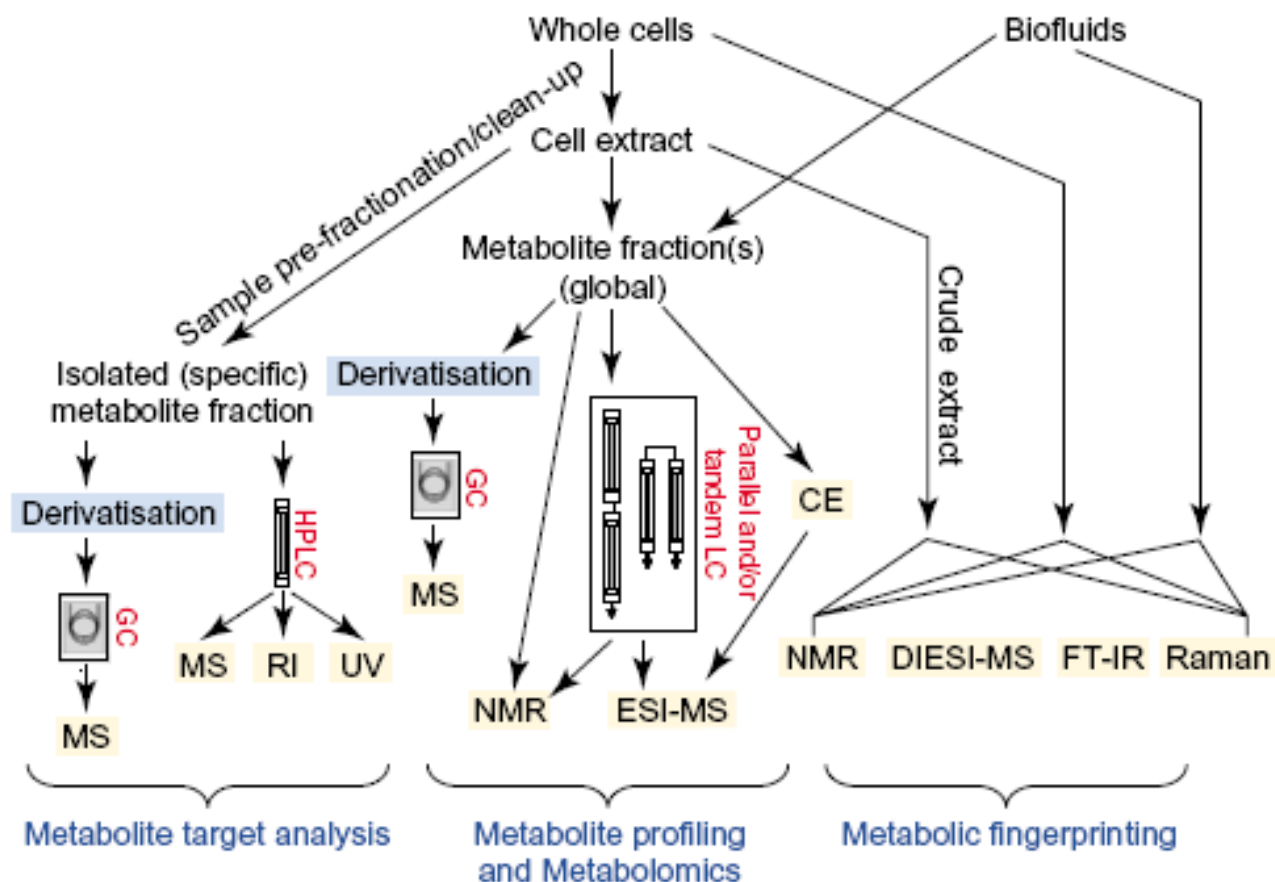 Whole cells
Biofluids
Sample pre-fractionation/clean-up
Cell extract
Metabolite fraction(s)
(global)
Crude extract
Isolated (specific)
metabolite fraction
Derivatisation
GC
MS
HPLC
MS
RI
UV
Derivatisation
GC
MS
Parallel and/or
tandem LC
CE
NMR
ESI-MS
NMR
DIESI-MS
FT-IR
Raman
Metabolite target analysis
Metabolite profiling
and Metabolomics
Metabolic fingerprinting